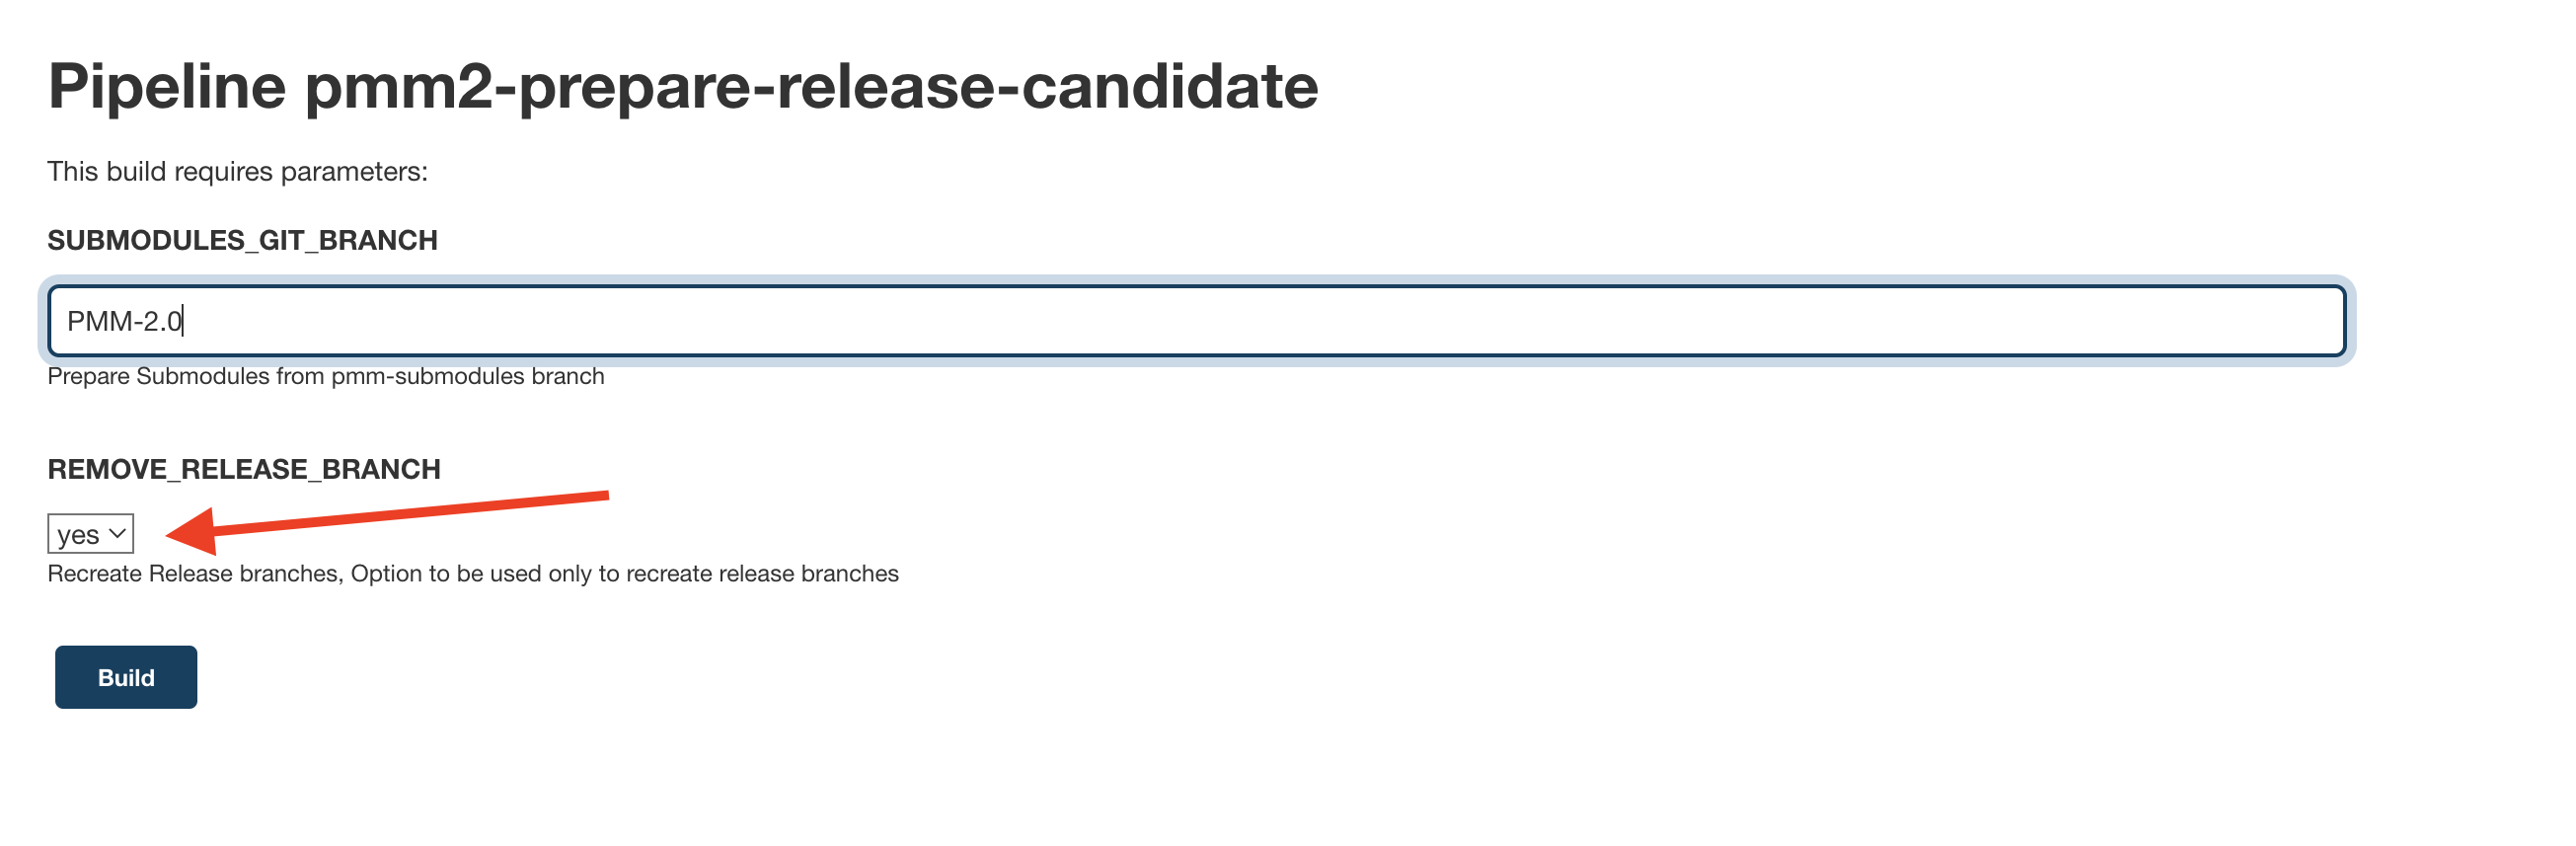 Pipeline pmm2-prepare-release-candidate
This build requires parameters:
SUBMODULES_GIT_BRANCH
PMM-2.0
Prepare Submodules from pmm-submodules branch
REMOVE_RELEASE_BRANCH
yes
Recreate Release branches, Option to be used only to recreate release branches
Build